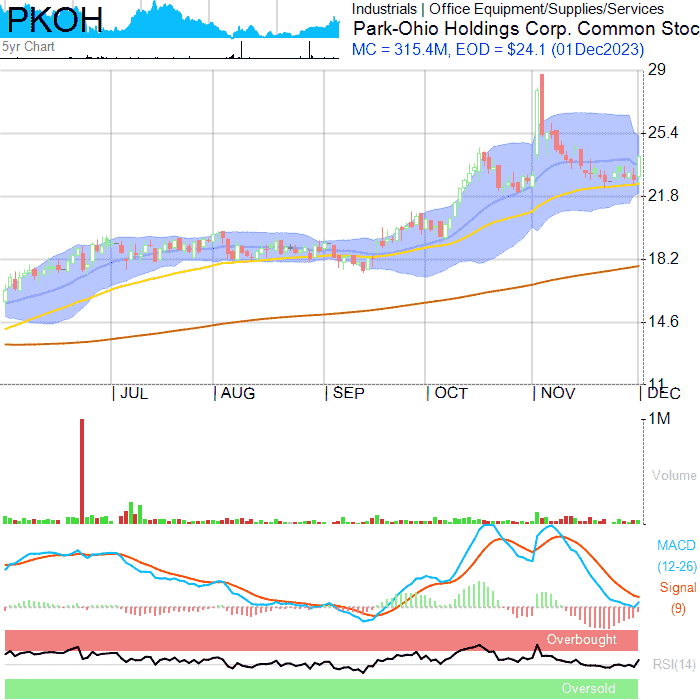 PKOH
5yr Chart
Industrials | Office Equipment/Supplies/Services
Park-Ohio Holdings Corp. Common Stoc
MC = 315.4M, EOD = $24.1 (01Dec2023)
29
25.4
21.8
18.2
14.6
11
JUL
AUG
SEP
OCT
NOV
DEC
1M
Volume
MACD
(12-26)
Signal
(9)
Overbought
RSI(14)
Oversold